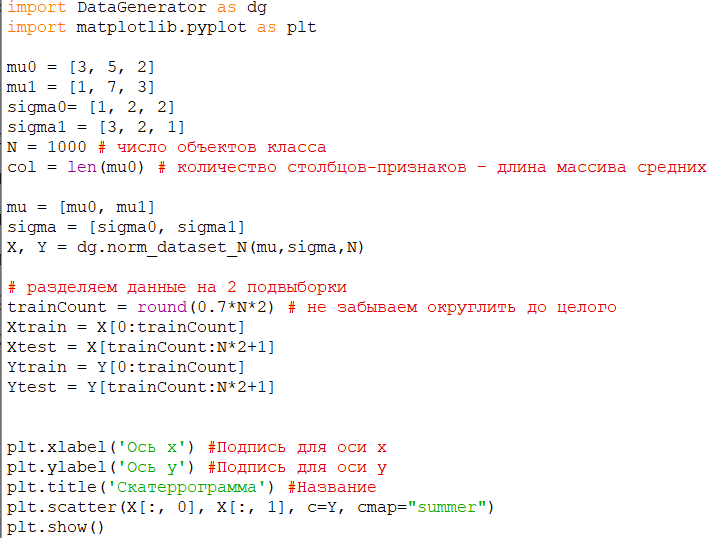 import DataGenerator as dg
import matplotlib.pyplot as plt
mu0 = [3, 5, 2]
mu1 = [1, 7, 3]
sigma0= [1, 2, 2]
sigma1 = [3, 2, 1]
N = 1000 # число объектов класса
col = len(mu0) # количество столбцов-признаков – длина массива средних
mu = [mu0, mu1]
sigma = [sigma0, sigma1]
X, Y = dg.norm_dataset_N(mu,sigma,N)
# разделяем данные на 2 подвыборки
trainCount = round(0.7*N*2) # не забываем округлить до целого
Xtrain = X[0:trainCount]
Xtest = X[trainCount:N*2+1]
Ytrain = Y[0:trainCount]
Ytest = Y[trainCount:N*2+1]
plt.xlabel('Ось x') #Подпись для оси x
plt.ylabel('Ось y') #Подпись для оси y
plt.title('Скатеррограмма') #Название
plt.scatter(X[:, 0], X[:, 1], c=Y, cmap="summer")
plt.show()